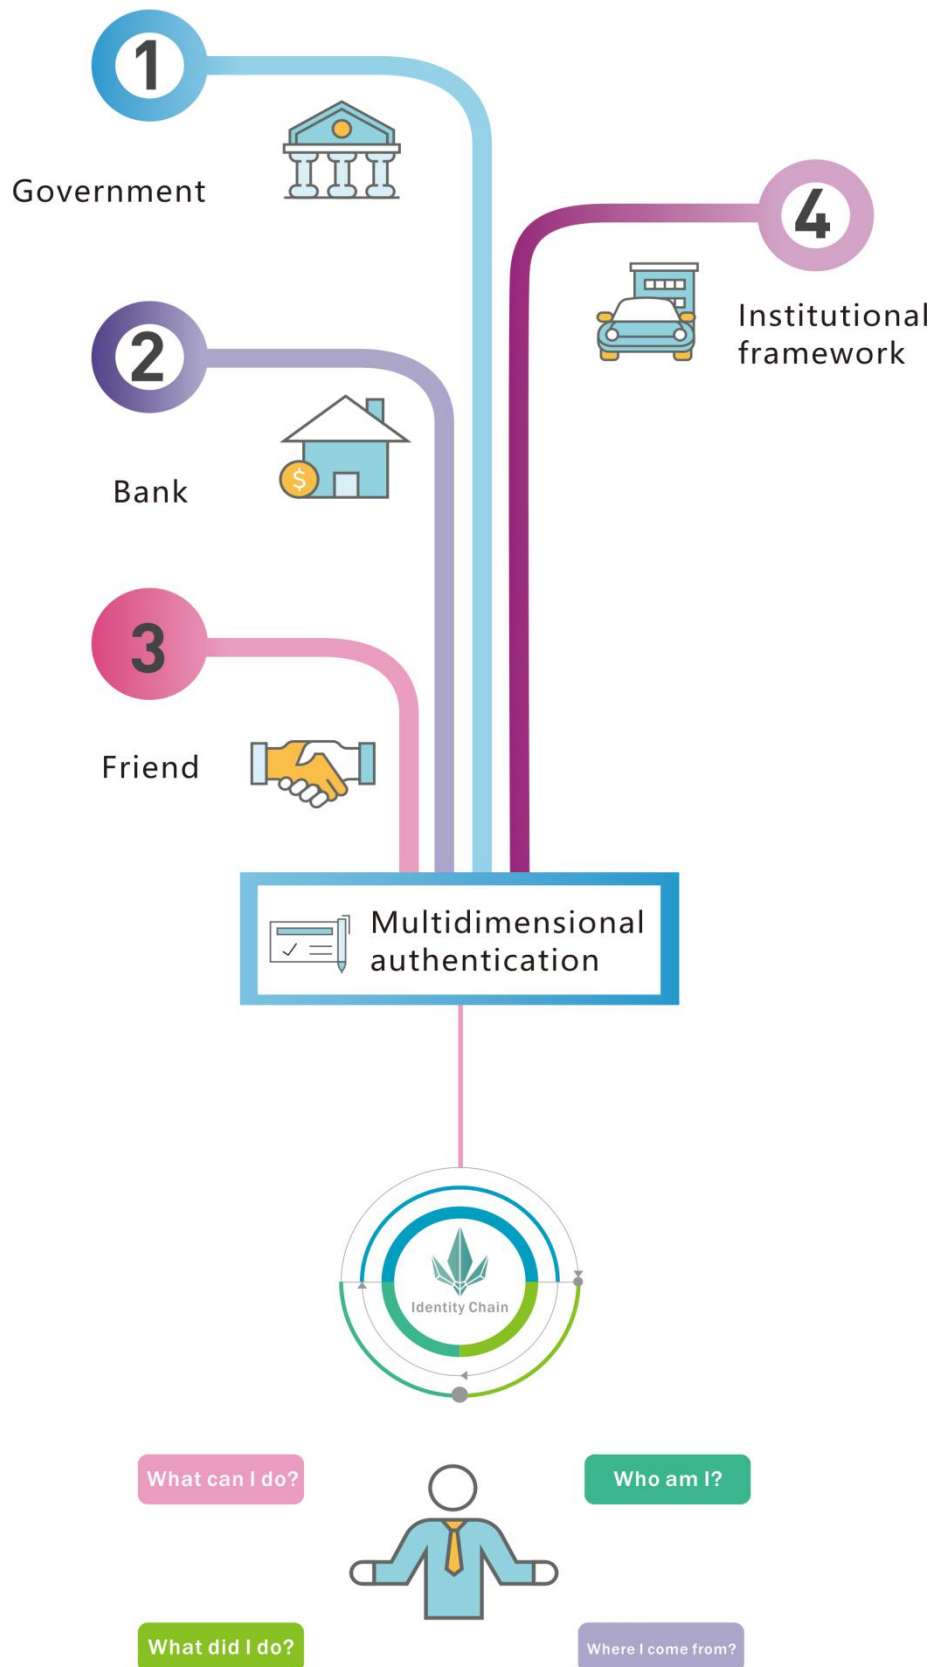 1
Government
4
Institutional
framework
2
Bank
$
3
Friend
Multidimensional
authentication
Identity Chain
What can I do?
Who am I?
What did I do?
Where I come from?